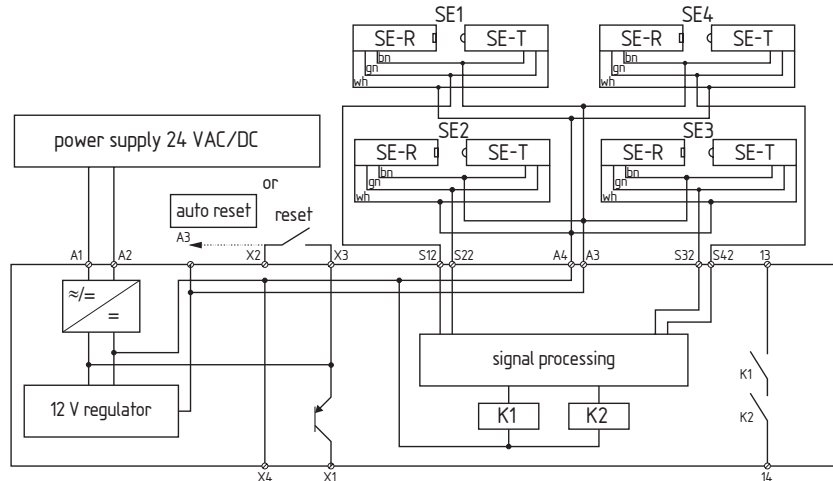 SE1 SE4
SE-R SE-T SE-R SE-T
bn bn
gn gn
wh wh
power supply 24 VAC/DC
SE2 SE3
SE-R SE-T SE-R SE-T
bn bn
gn gn
wh wh
or
auto reset reset
A3
A1 A2 X2 X3 S12 S22 A4 A3 S32 S42 13
≈/=
=
signal processing
K1
12 V regulator
K1 K2 K2
X4 X1 14